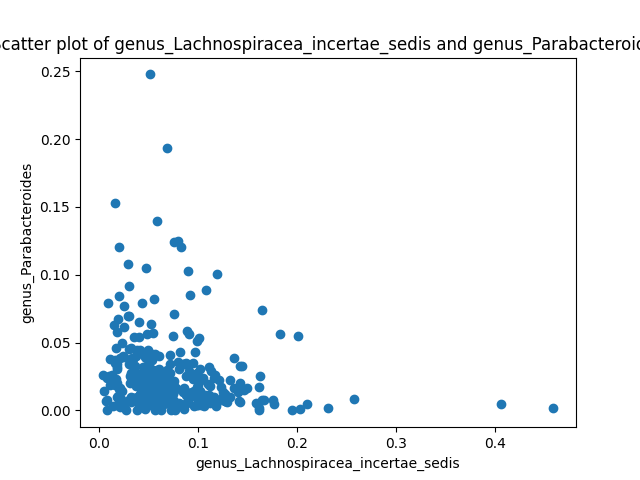 Scatter plot of genus_Lachnospiracea_incertae_sedis and genus_Parabacteroid
0.25
0.20
0.15
0.10
0.05
0.00
genus_Parabacteroides
0.0 0.1 0.2 0.3 0.4
genus_Lachnospiracea_incertae_sedis